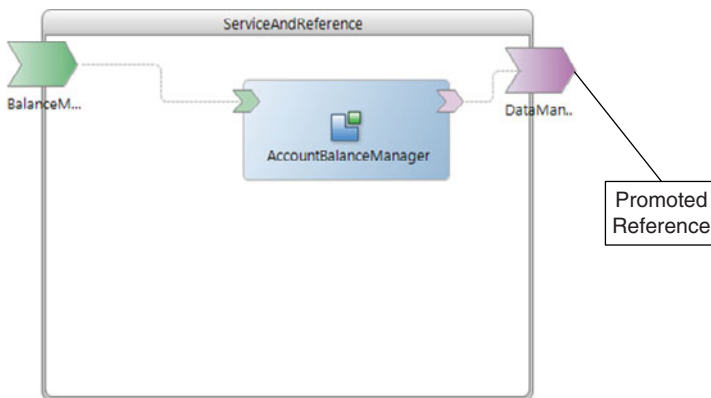 ServiceAndReference
BalanceM...
DataMan..
AccountBalanceManager
Promoted
Reference